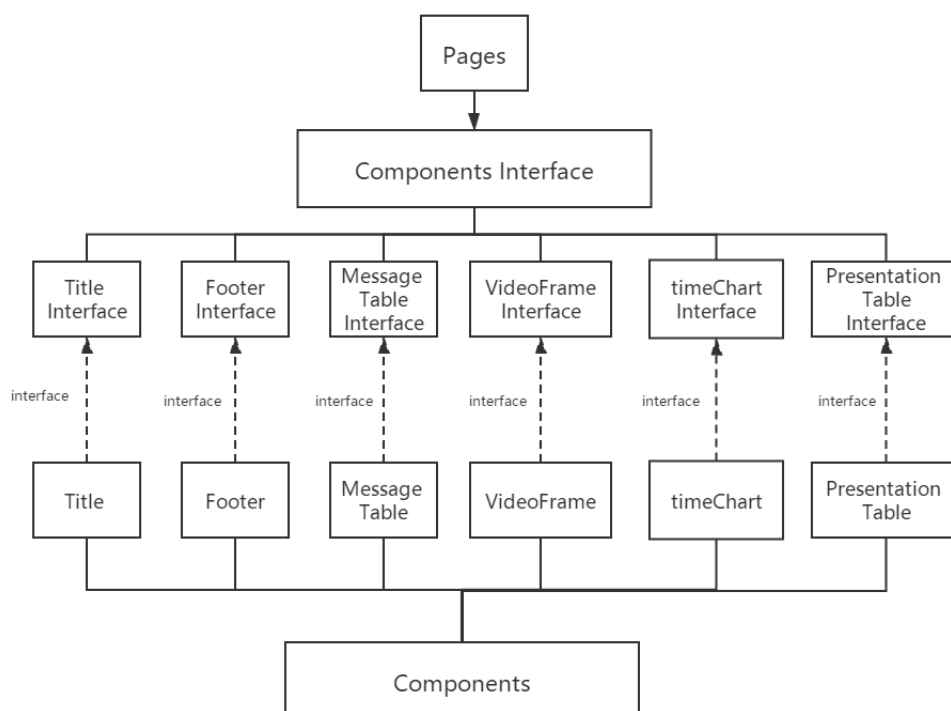 Pages
Components Interface
Title
Interface
Footer
Interface
Message
Table
Interface
VideoFrame
Interface
timeChart
Interface
Presentation
Table
Interface
interface
interface
interface
interface
interface
interface
Title
Footer
Message
Table
VideoFrame
timeChart
Presentation
Table
Components